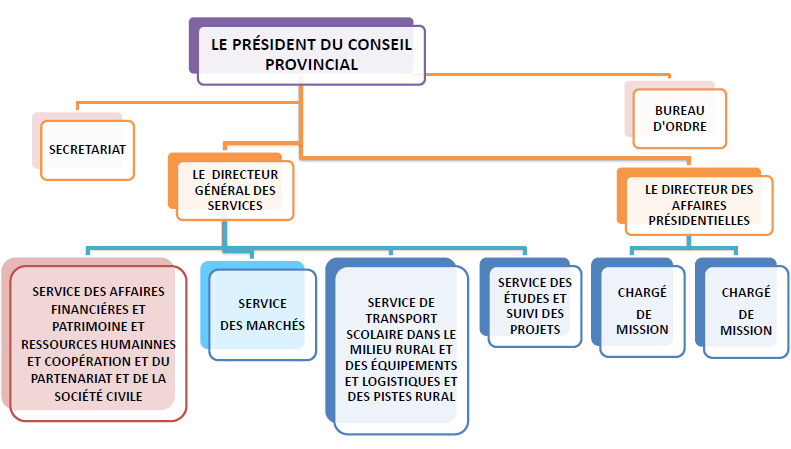 LE PRÉSIDENT DU CONSEIL
PROVINCIAL
BUREAU
D'ORDRE
SECRETARIAT
LE DIRECTEUR
GÉNÉRAL DES
SERVICES
LE DIRECTEUR DES
AFFAIRES
PRÉSIDENTIELLES
SERVICE DES AFFAIRES
FINANCIÉRES ET
PATRIMOINE ET
RESSOURCES HUMAINNES
ET COOPÉRATION ET DU
PARTENARIAT ET DE LA
SOCIÉTÉ CIVILE
SERVICE
DES MARCHÉS
SERVICE DE
TRANSPORT
SCOLAIRE DANS LE
MILIEU RURAL ET
DES ÉQUIPEMENTS
ET LOGISTIQUES ET
DES PISTES RURAL
SERVICE DES
ÉTUDES ET
SUIVI DES
PROJETS
CHARGÉ
DE
MISSION
CHARGÉ
DE
MISSION